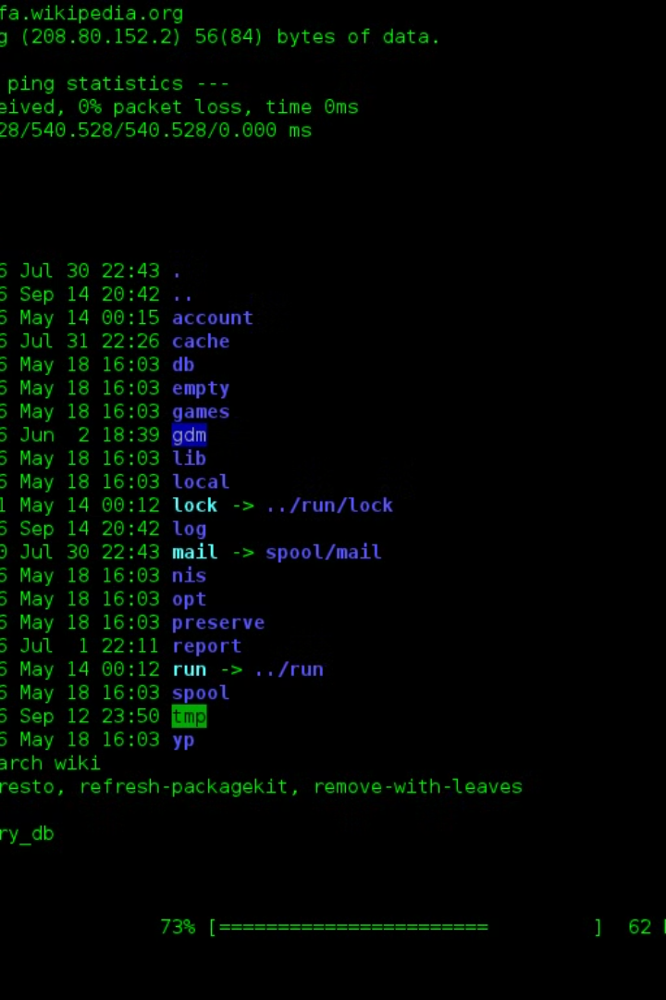 fa.wikipedia.org
g (208.80.152.2) 56(84) bytes of data.
ping statistics ---
eived, 0% packet loss, time 0ms
28/540.528/540.528/0.000 ms
6 Jul 30 22:43 .
6 Sep 14 20:42 ..
6 May 14 00:15 account
6 Jul 31 22:26 cache
6 May 18 16:03 db
6 May 18 16:03 empty
6 May 18 16:03 games
6 Jun  2 18:39 gdm
6 May 18 16:03 lib
6 May 18 16:03 local
1 May 14 00:12 lock -> ../run/lock
6 Sep 14 20:42 log
0 Jul 30 22:43 mail -> spool/mail
6 May 18 16:03 nis
6 May 18 16:03 opt
6 May 18 16:03 preserve
6 Jul  1 22:11 report
6 May 14 00:12 run -> ../run
6 May 18 16:03 spool
6 Sep 12 23:50 tmp
6 May 18 16:03 yp
arch wiki
resto, refresh-packagekit, remove-with-leaves
ry_db
73% [=======================         ]  62